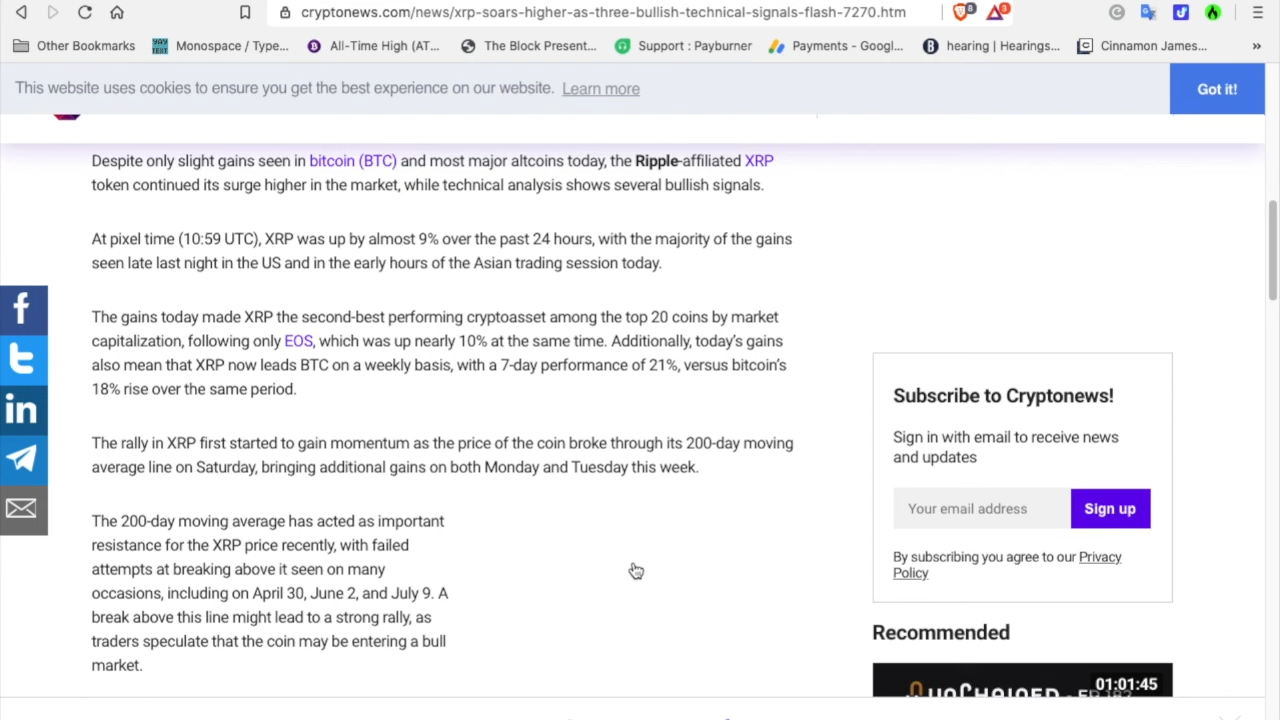 cryptonews.com/news/xrp-soars-higher-as-three-bullish-technical-signals-flash-7270.htm
8
3
Other Bookmarks
Monospace / Type...
All-Time High (AT...
The Block Present...
Support : Payburner
Payments - Googl...
hearing | Hearings...
Cinnamon James...
»
This website uses cookies to ensure you get the best experience on our website. Learn more
Got it!
Despite only slight gains seen in bitcoin (BTC) and most major altcoins today, the Ripple-affiliated XRP
token continued its surge higher in the market, while technical analysis shows several bullish signals.
At pixel time (10:59 UTC), XRP was up by almost 9% over the past 24 hours, with the majority of the gains
seen late last night in the US and in the early hours of the Asian trading session today.
The gains today made XRP the second-best performing cryptoasset among the top 20 coins by market
capitalization, following only EOS, which was up nearly 10% at the same time. Additionally, today's gains
also mean that XRP now leads BTC on a weekly basis, with a 7-day performance of 21%, versus bitcoin's
18% rise over the same period.
The rally in XRP first started to gain momentum as the price of the coin broke through its 200-day moving
average line on Saturday, bringing additional gains on both Monday and Tuesday this week.
The 200-day moving average has acted as important
resistance for the XRP price recently, with failed
attempts at breaking above it seen on many
occasions, including on April 30, June 2, and July 9. A
break above this line might lead to a strong rally, as
traders speculate that the coin may be entering a bull
market.
Subscribe to Cryptonews!
Sign in with email to receive news
and updates
Your email address
Sign up
By subscribing you agree to our Privacy
Policy
Recommended
01:01:45